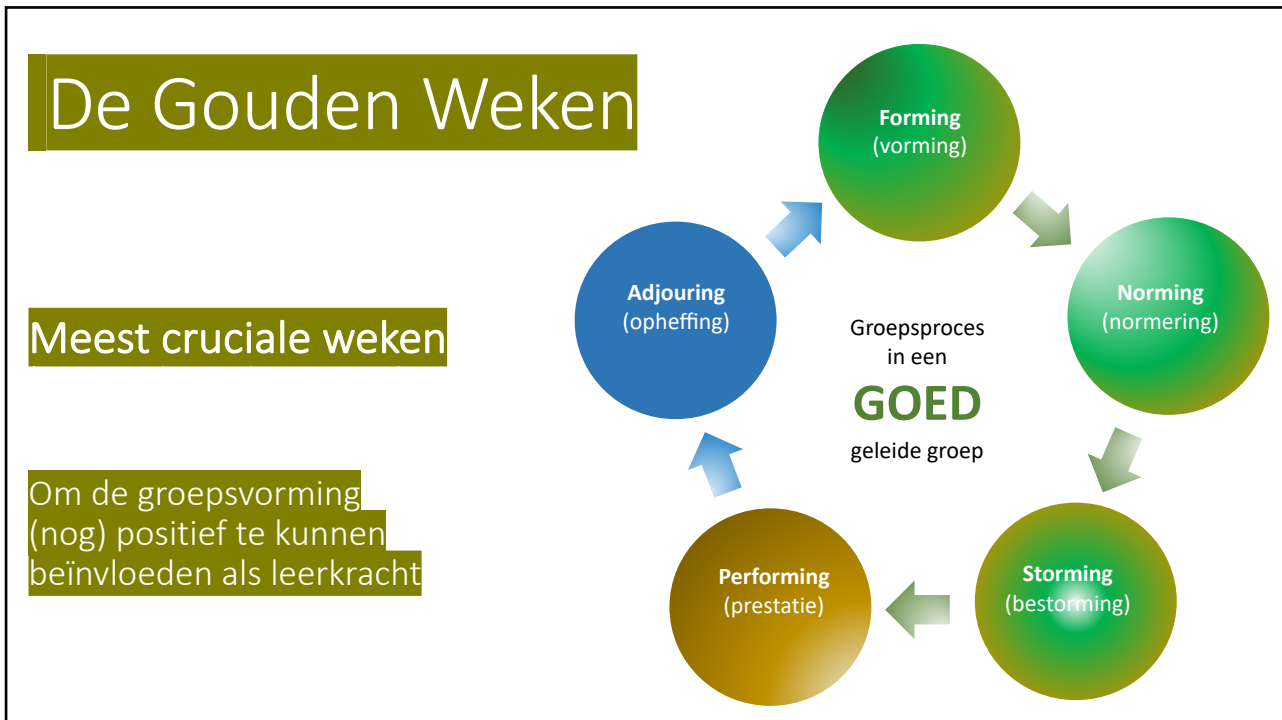 De Gouden Weken
Meest cruciale weken
Om de groepsvorming
(nog) positief te kunnen
beïnvloeden als leerkracht
Forming
(vorming)
Norming
(normering)
Storming
(bestorming)
Performing
(prestatie)
Adjouring
(opheffing)
Groepsproces
in een
GOED
geleide groep